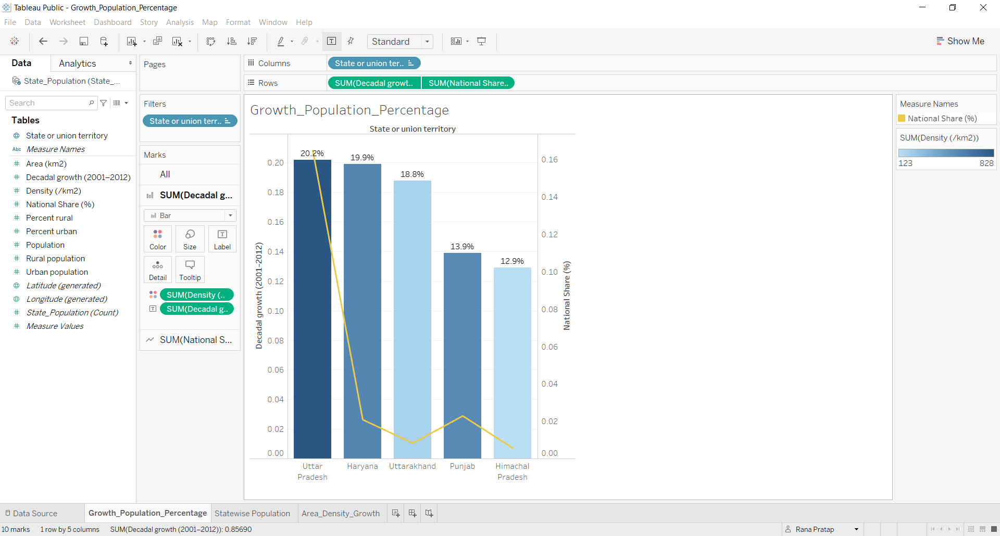 Tableau Public - Growth_Population_Percentage
File Data Worksheet Dashboard Story Analysis Map Format Window Help
Standard
Show Me
Data Analytics
State_Population (State_...
Search
Tables
State or union territory
Abc Measure Names
Area (km2)
Decadal growth (2001–2012)
Density (/km2)
National Share (%)
Percent rural
Percent urban
Population
Rural population
Urban population
Latitude (generated)
Longitude (generated)
State_Population (Count)
Measure Values
Pages
Filters
State or union terr..
Marks
All
SUM(Decadal g...
Bar
Color Size Label
Detail Tooltip
SUM(Density (..
SUM(Decadal g..
SUM(National S...
Columns
State or union ter..
Rows
SUM(Decadal growt.. SUM(National Share..
Growth_Population_Percentage
State or union territory
20.2%
19.9%
18.8%
13.9%
12.9%
Decadal growth (2001–2012)
0.20
0.18
0.16
0.14
0.12
0.10
0.08
0.06
0.04
0.02
0.00
National Share (%)
0.16
0.14
0.12
0.10
0.08
0.06
0.04
0.02
0.00
Uttar Pradesh
Haryana
Uttarakhand
Punjab
Himachal Pradesh
Measure Names
National Share (%)
SUM(Density (/km2))
123 828
Data Source Growth_Population_Percentage Statewise Population Area_Density_Growth
10 marks 1 row by 5 columns SUM(Decadal growth (2001–2012)): 0.85690 Rana Pratap